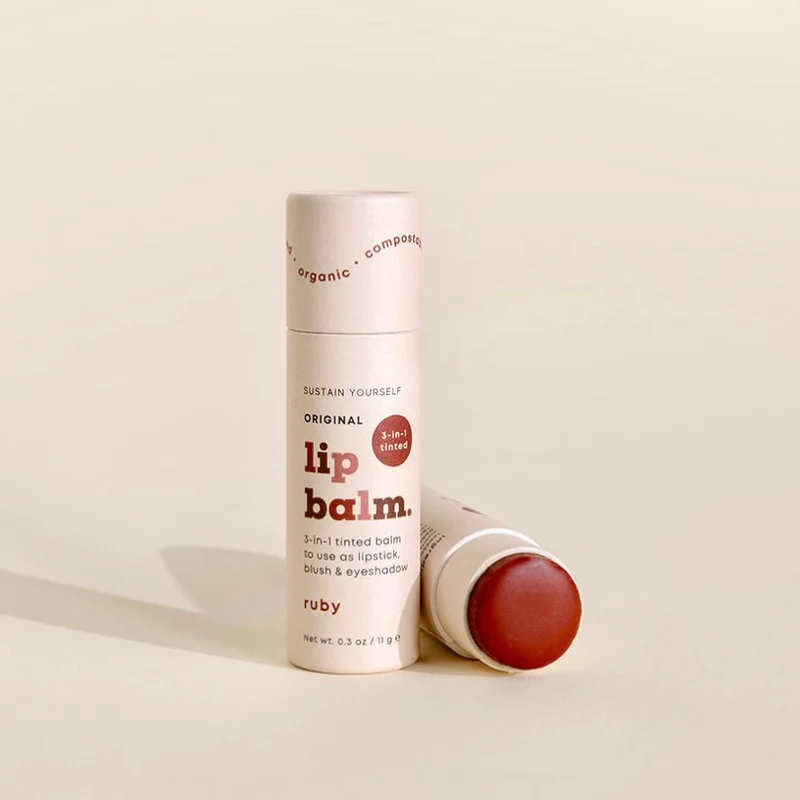 organic • composta
SUSTAIN YOURSELF
ORIGINAL
3-in-1
tinted
lip
balm.
3-in-1 tinted balm
to use as lipstick,
blush & eyeshadow
ruby
Net wt. 0.3 oz / 11 g e